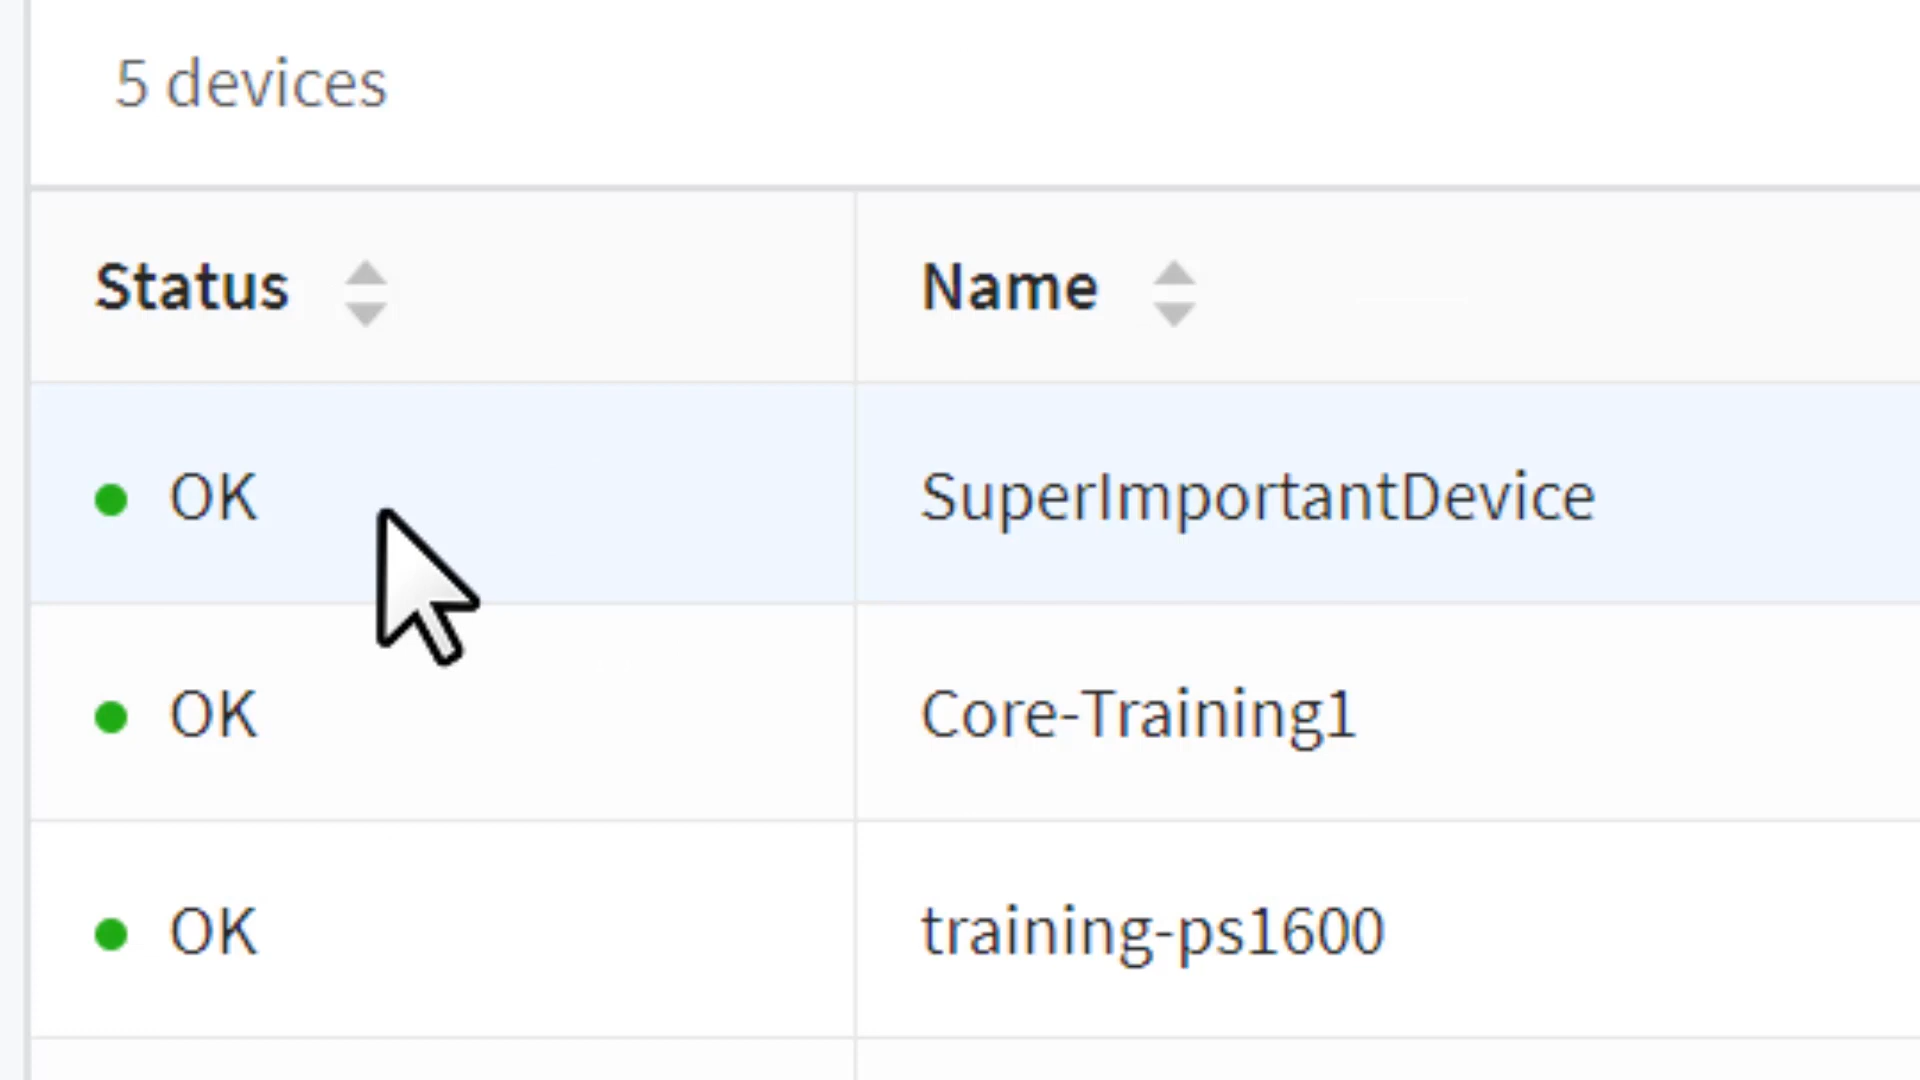 5 devices
Status Name
OK SuperImportantDevice
OK Core-Training1
OK training-ps1600